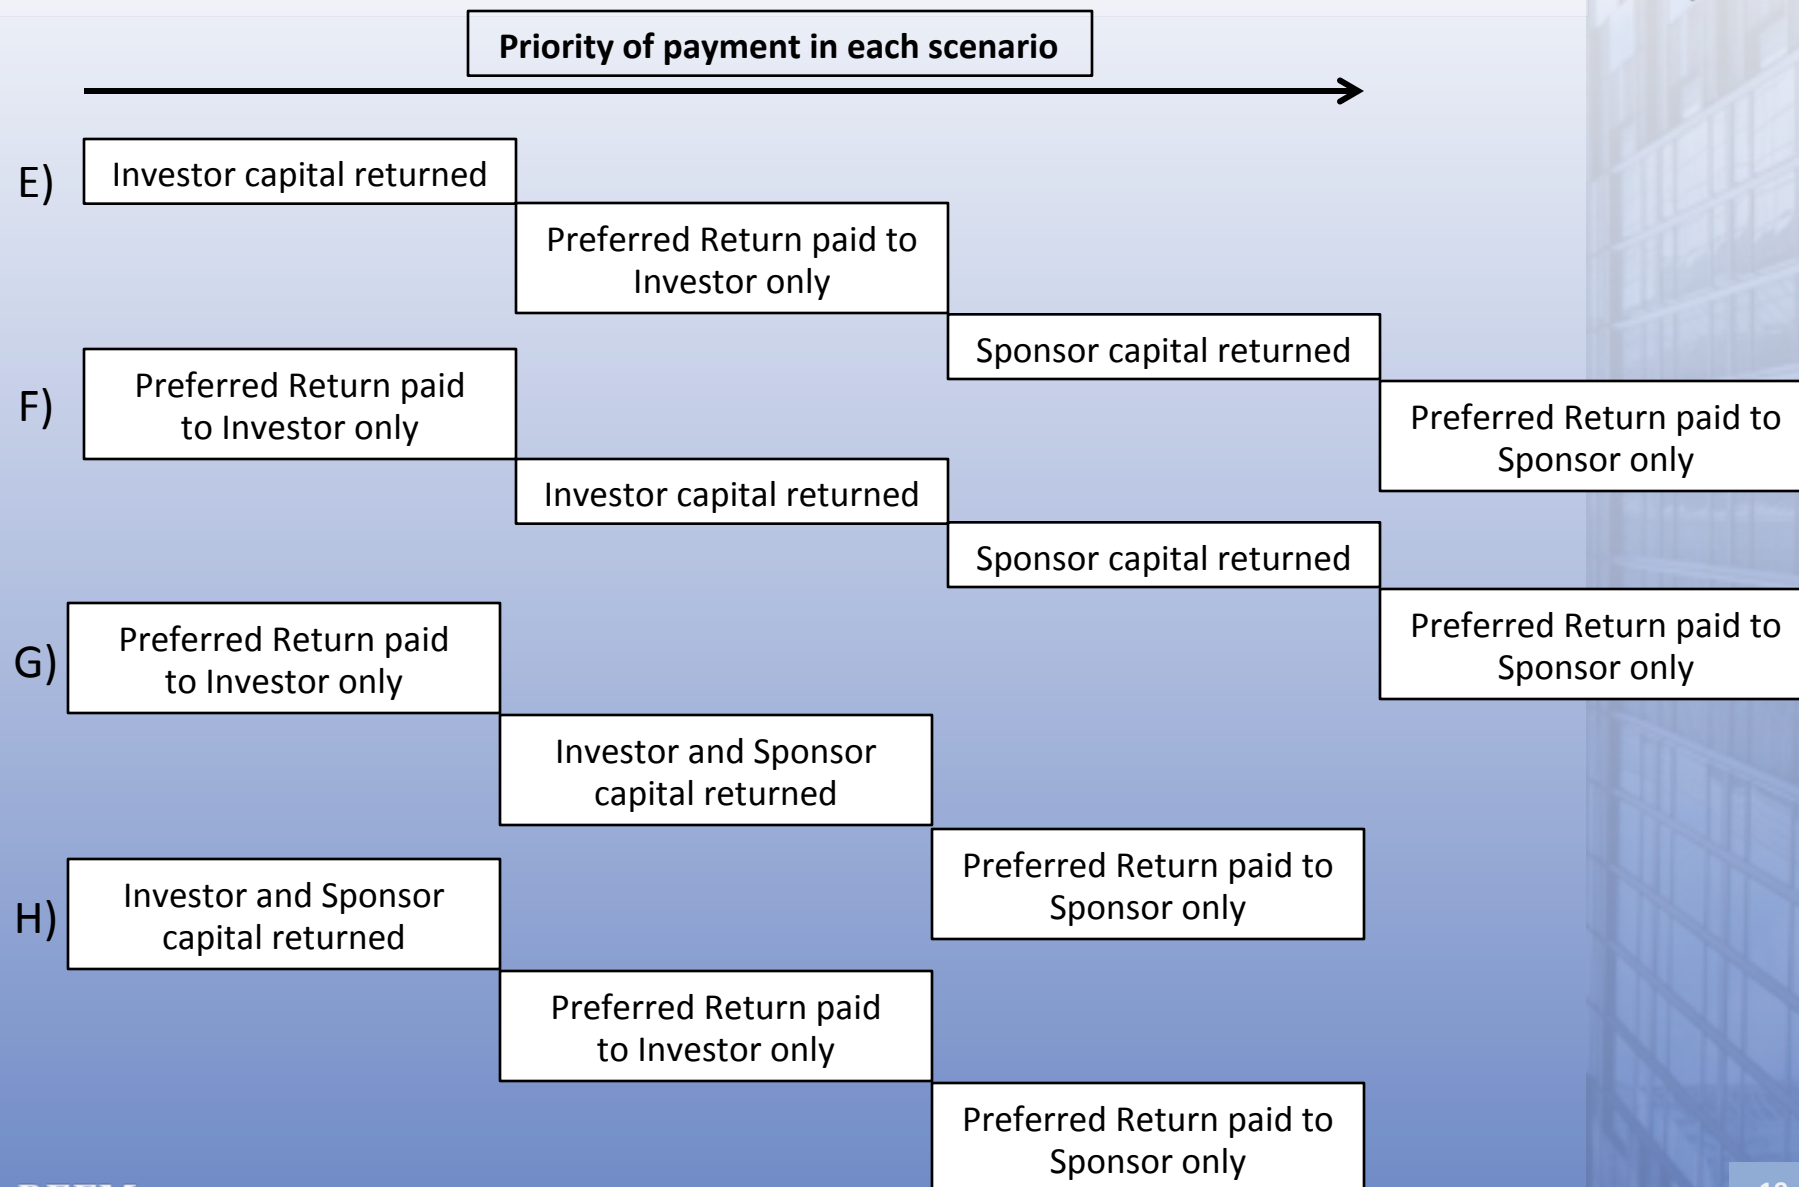 Priority of payment in each scenario
E)
Investor capital returned
Preferred Return paid to
Investor only
Sponsor capital returned
Preferred Return paid to
Sponsor only
F)
Preferred Return paid
to Investor only
Investor capital returned
Sponsor capital returned
Preferred Return paid to
Sponsor only
G)
Preferred Return paid
to Investor only
Investor and Sponsor
capital returned
Preferred Return paid to
Sponsor only
H)
Investor and Sponsor
capital returned
Preferred Return paid
to Investor only
Preferred Return paid to
Sponsor only